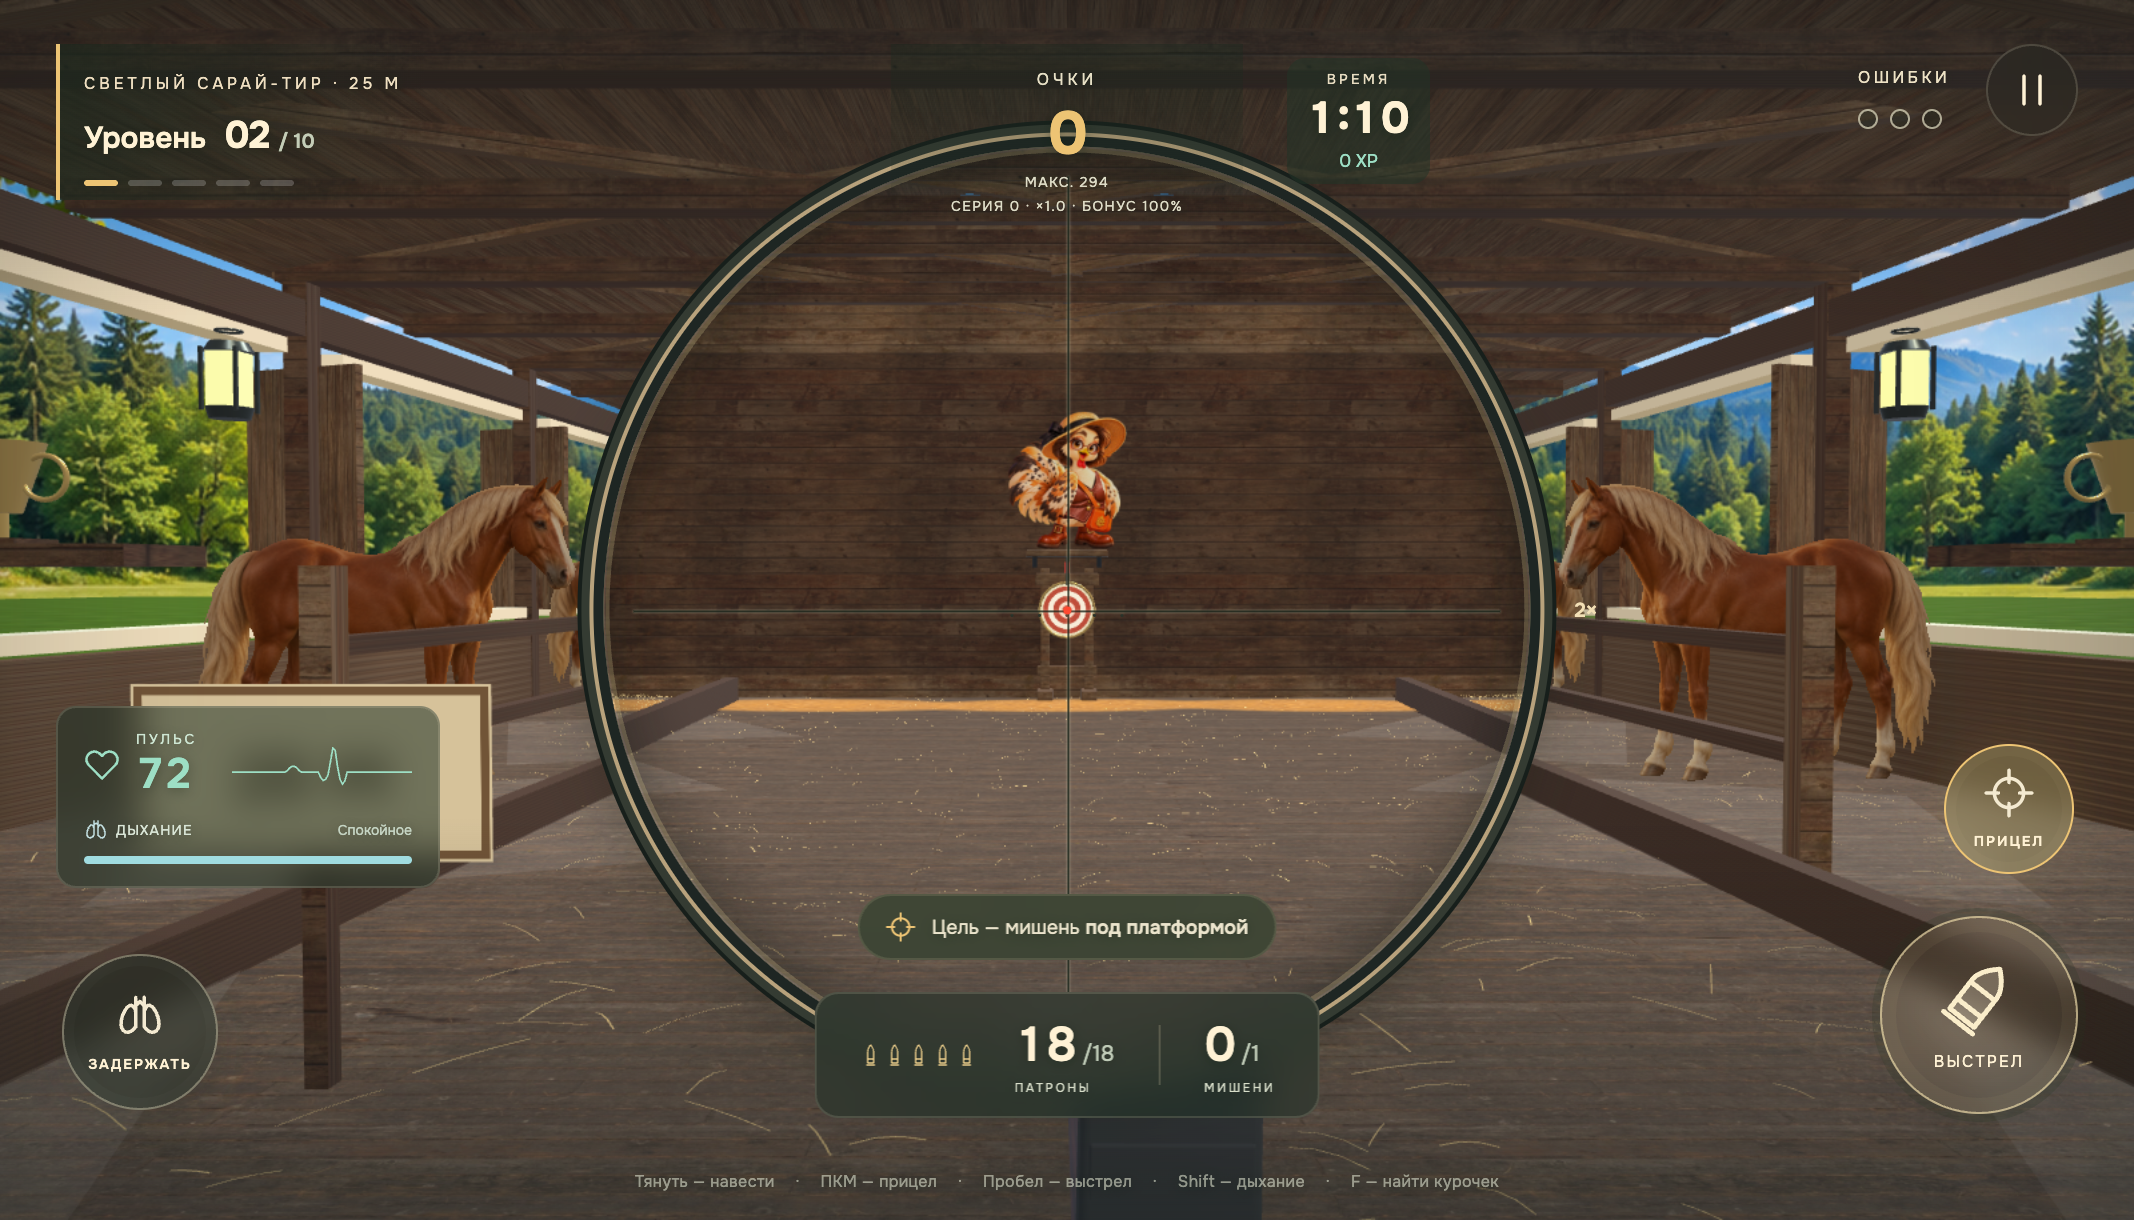 СВЕТЛЫЙ САРАЙ-ТИР · 25 М
Уровень 02 / 10
ОЧКИ
0
МАКС. 294
СЕРИЯ 0 · ×1.0 · БОНУС 100%
ВРЕМЯ
1:10
0 XP
ОШИБКИ
2×
ПУЛЬС
72
ДЫХАНИЕ Спокойное
ПРИЦЕЛ
Цель — мишень под платформой
ЗАДЕРЖАТЬ
18 /18
ПАТРОНЫ
0 /1
МИШЕНИ
ВЫСТРЕЛ
Тянуть — навести · ПКМ — прицел · Пробел — выстрел · Shift — дыхание · F — найти курочек